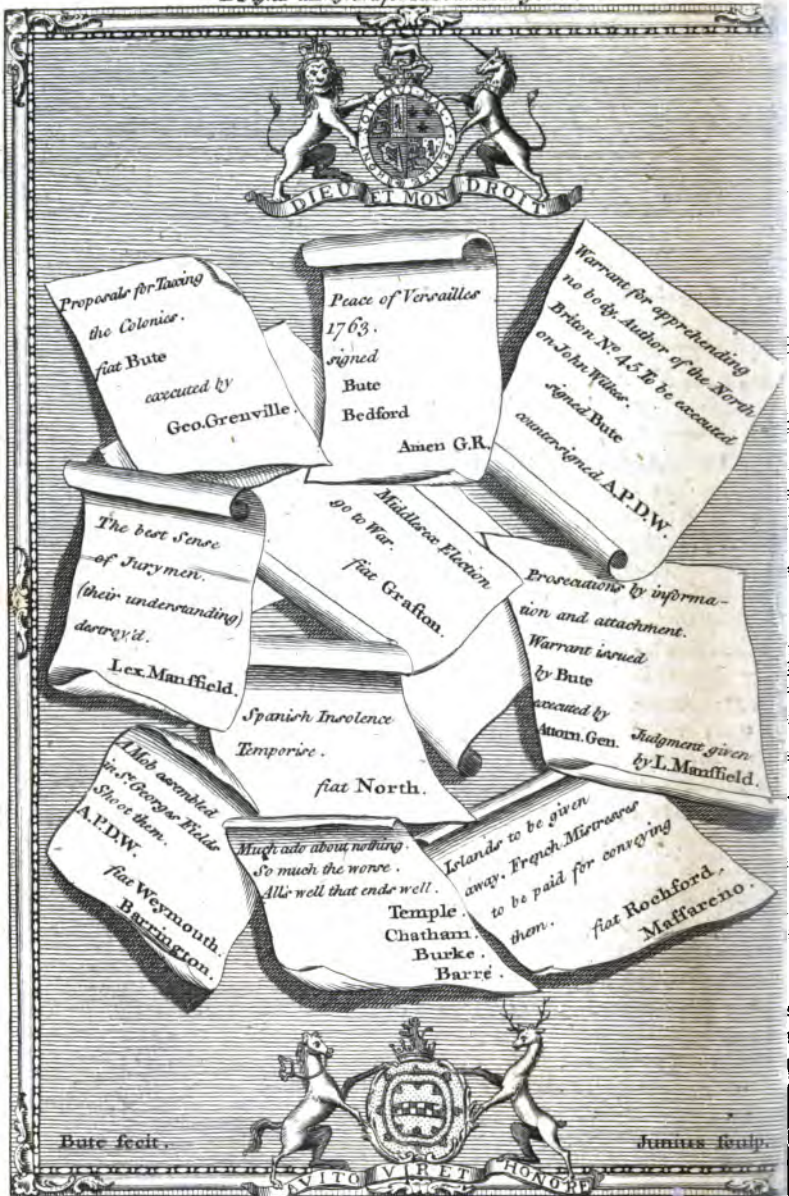 HONI SOIT QUI MAL Y PENSE
DIEU ET MON DROIT
Proposals for Taxing
the Colonies.
fiat Bute
executed by
Geo. Grenville.
Peace of Versailles
1763.
signed
Bute
Bedford
Amen G.R.
Warrant for apprehending
no body. Author of the North
Briton No. 45 To be executed
on John Wilkes.
signed Bute
countersigned A.P.D.W.
The best Sense
of Jurymen.
(their understanding)
destroy'd.
Lex Mansfield.
Middlesex Election
go to War.
fiat Grafton.
Prosecutions by informa-
tion and attachment.
Warrant issued
by Bute
executed by
Attorn. Gen.
Judgment given
by L. Mansfield.
Spanish Insolence
Temporise.
fiat North.
A Mob assembled
in St. Georges Fields
Shoot them.
A.P.D.W.
fiat Weymouth.
Barrington.
Much ado about nothing.
So much the worse.
All's well that ends well.
Temple.
Chatham.
Burke.
Barré.
Islands to be given
away. French Mistresses
to be paid for conveying
them.
fiat Rochford.
Massareno.
Bute fecit.
Junius sculp.
AVITO VIRET HONORE